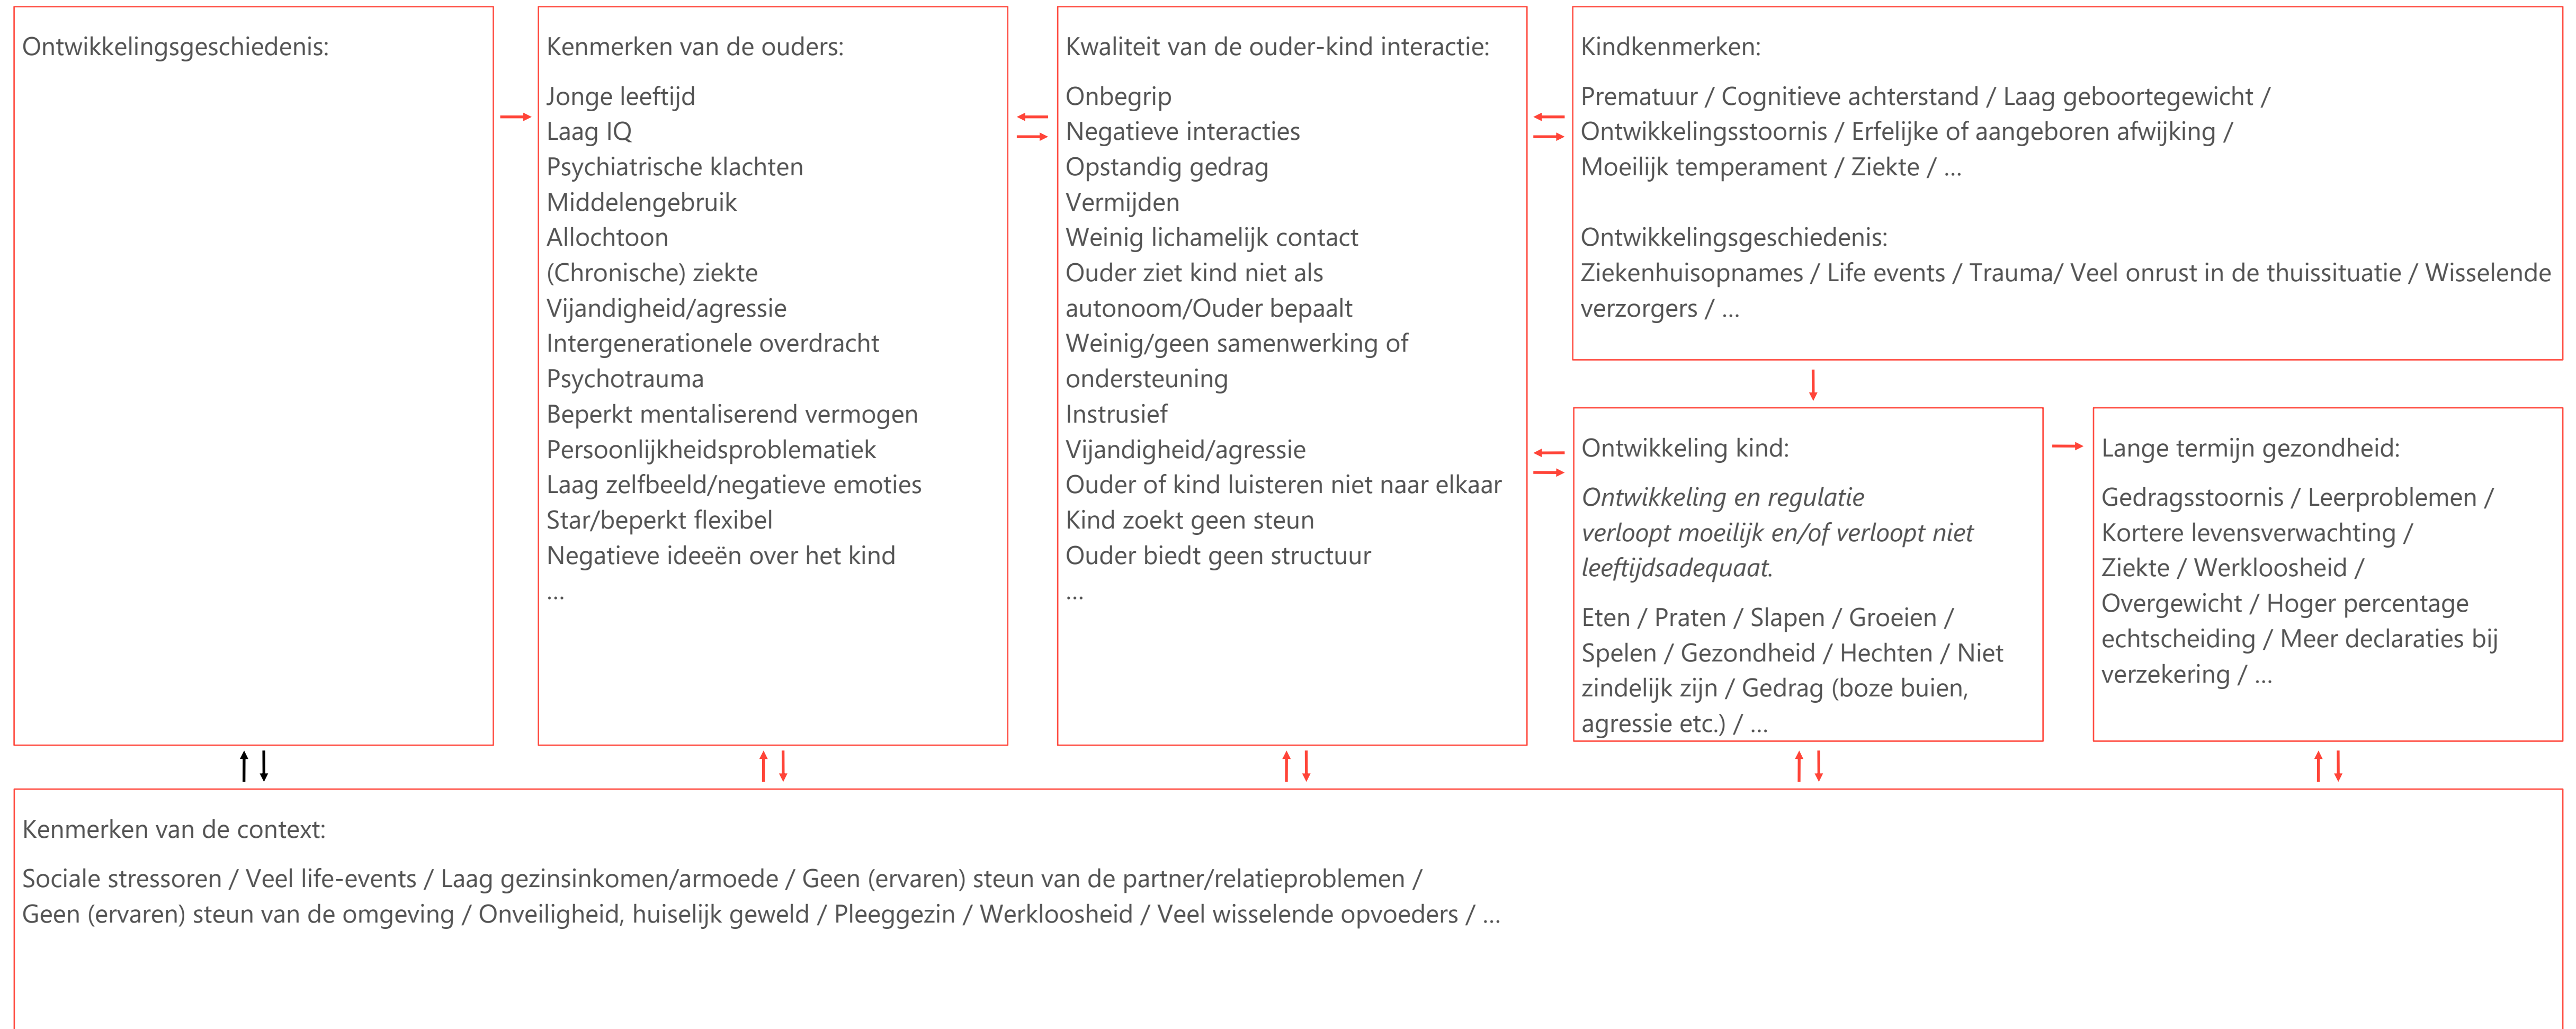 Ontwikkelingsgeschiedenis:
Kenmerken van de ouders:
Jonge leeftijd
Laag IQ
Psychiatrische klachten
Middelengebruik
Allochtoon
(Chronische) ziekte
Vijandigheid/agressie
Intergenerationele overdracht
Psychotrauma
Beperkt mentaliserend vermogen
Persoonlijkheidsproblematiek
Laag zelfbeeld/negatieve emoties
Star/beperkt flexibel
Negatieve ideeën over het kind
...
Kwaliteit van de ouder-kind interactie:
Onbegrip
Negatieve interacties
Opstandig gedrag
Vermijden
Weinig lichamelijk contact
Ouder ziet kind niet als
autonoom/Ouder bepaalt
Weinig/geen samenwerking of
ondersteuning
Instrusief
Vijandigheid/agressie
Ouder of kind luisteren niet naar elkaar
Kind zoekt geen steun
Ouder biedt geen structuur
...
Kindkenmerken:
Prematuur / Cognitieve achterstand / Laag geboortegewicht /
Ontwikkelingsstoornis / Erfelijke of aangeboren afwijking /
Moeilijk temperament / Ziekte / ...
Ontwikkelingsgeschiedenis:
Ziekenhuisopnames / Life events / Trauma/ Veel onrust in de thuissituatie / Wisselende
verzorgers / ...
Ontwikkeling kind:
Ontwikkeling en regulatie
verloopt moeilijk en/of verloopt niet
leeftijdsadequaat.
Eten / Praten / Slapen / Groeien /
Spelen / Gezondheid / Hechten / Niet
zindelijk zijn / Gedrag (boze buien,
agressie etc.) / ...
Lange termijn gezondheid:
Gedragsstoornis / Leerproblemen /
Kortere levensverwachting /
Ziekte / Werkloosheid /
Overgewicht / Hoger percentage
echtscheiding / Meer declaraties bij
verzekering / ...
Kenmerken van de context:
Sociale stressoren / Veel life-events / Laag gezinsinkomen/armoede / Geen (ervaren) steun van de partner/relatieproblemen /
Geen (ervaren) steun van de omgeving / Onveiligheid, huiselijk geweld / Pleeggezin / Werkloosheid / Veel wisselende opvoeders / ...